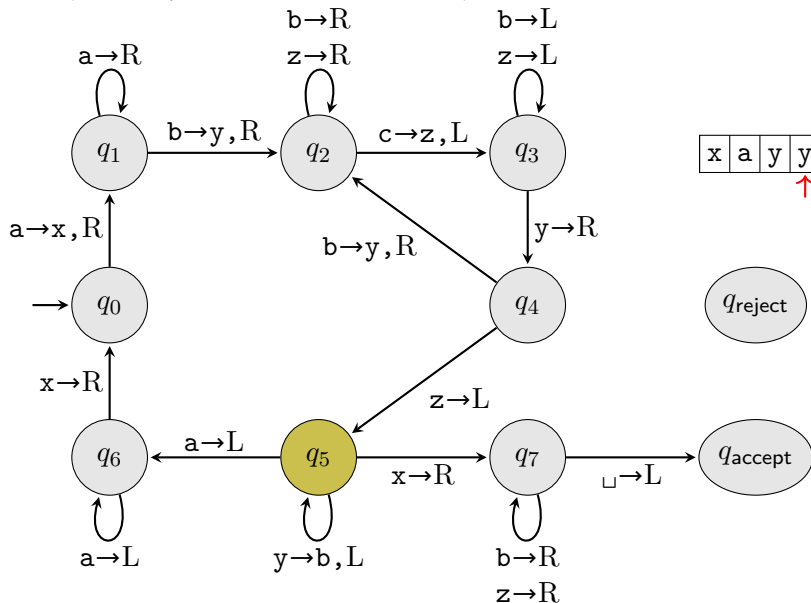 b→R
b→L
a→R
z→R
z→L
q1
b→y,R
q2
c→z,L
q3
x a y y
a→x,R
b→y,R
y→R
q0
q4
qreject
x→R
z→L
q6
a→L
q5
x→R
q7
␣→L
qaccept
a→L
y→b,L
b→R
z→R